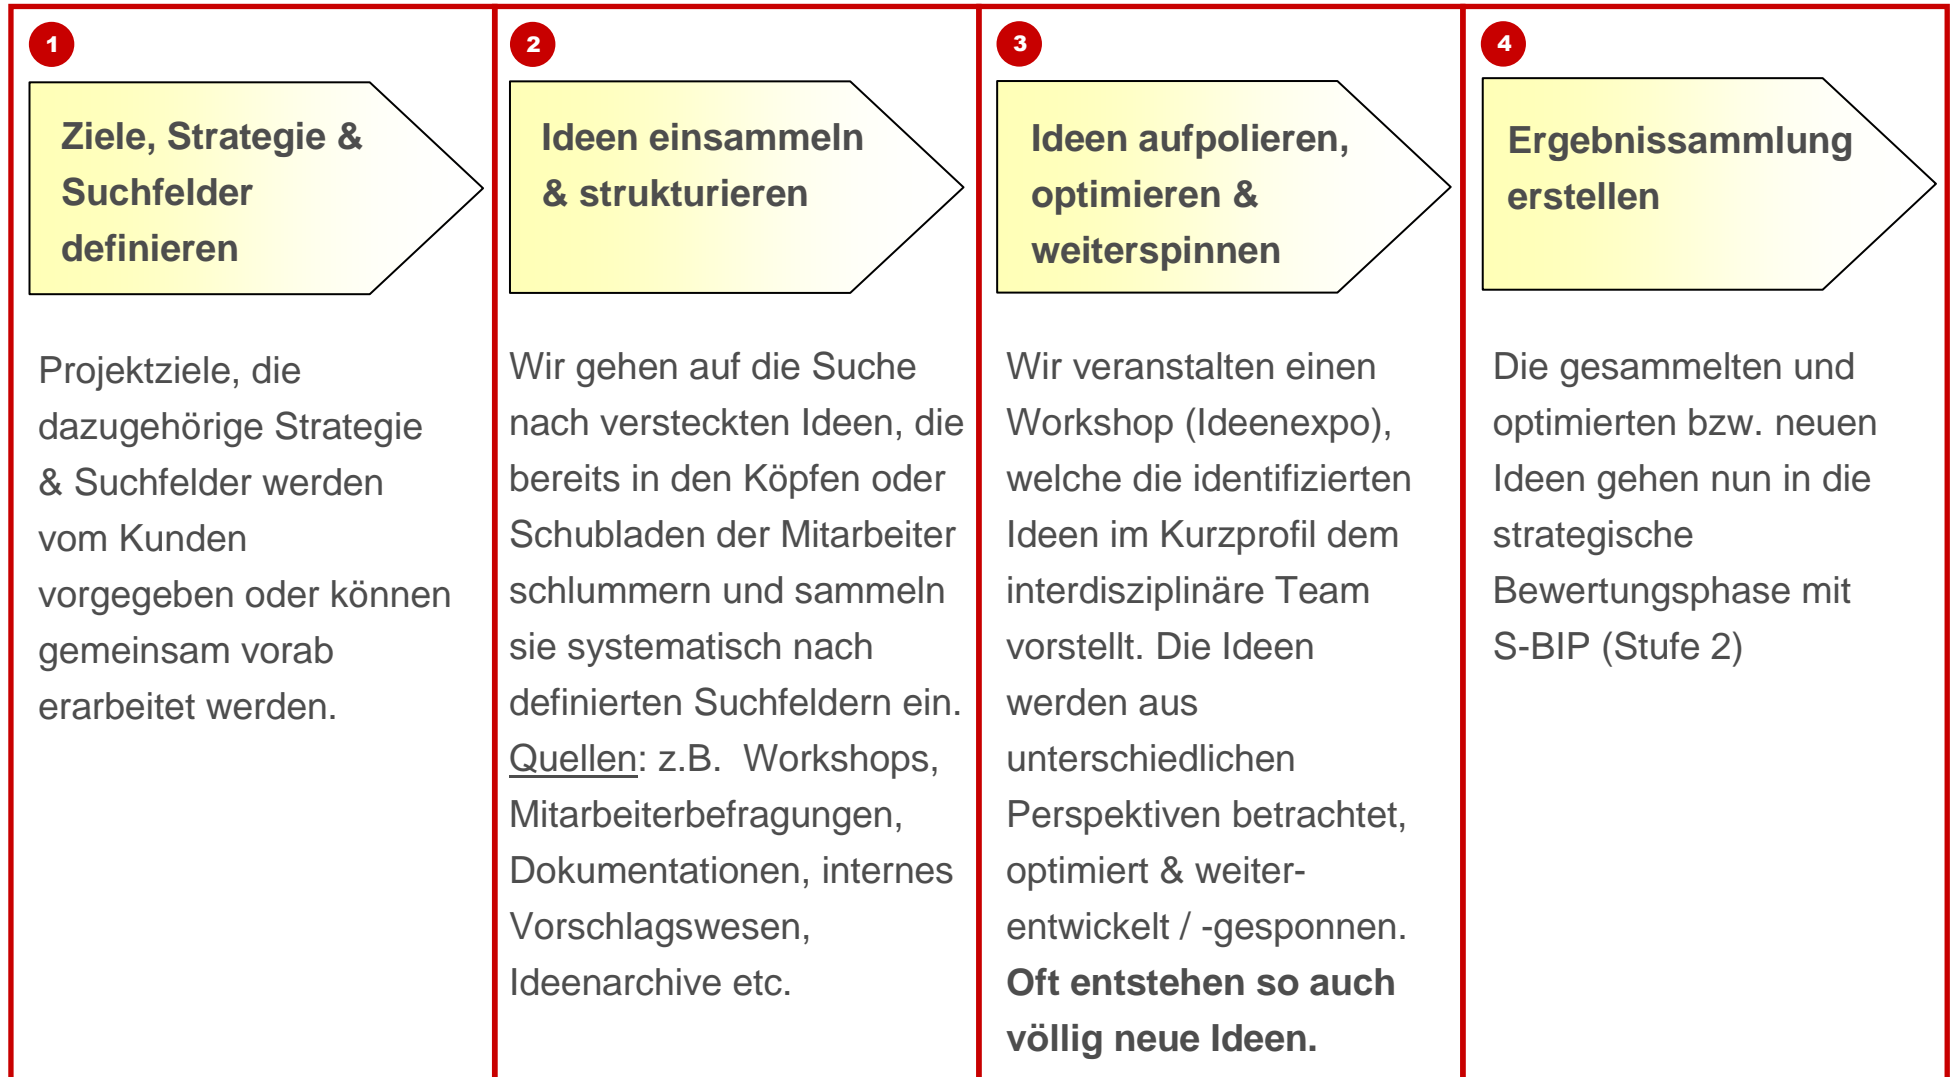 1
Ziele, Strategie &
Suchfelder
definieren
Projektziele, die
dazugehörige Strategie
& Suchfelder werden
vom Kunden
vorgegeben oder können
gemeinsam vorab
erarbeitet werden.
2
Ideen einsammeln
& strukturieren
Wir gehen auf die Suche
nach versteckten Ideen, die
bereits in den Köpfen oder
Schubladen der Mitarbeiter
schlummern und sammeln
sie systematisch nach
definierten Suchfeldern ein.
Quellen: z.B.  Workshops,
Mitarbeiterbefragungen,
Dokumentationen, internes
Vorschlagswesen,
Ideenarchive etc.
3
Ideen aufpolieren,
optimieren &
weiterspinnen
Wir veranstalten einen
Workshop (Ideenexpo),
welche die identifizierten
Ideen im Kurzprofil dem
interdisziplinäre Team
vorstellt. Die Ideen
werden aus
unterschiedlichen
Perspektiven betrachtet,
optimiert & weiter-
entwickelt / -gesponnen.
Oft entstehen so auch
völlig neue Ideen.
4
Ergebnissammlung
erstellen
Die gesammelten und
optimierten bzw. neuen
Ideen gehen nun in die
strategische
Bewertungsphase mit
S-BIP (Stufe 2)